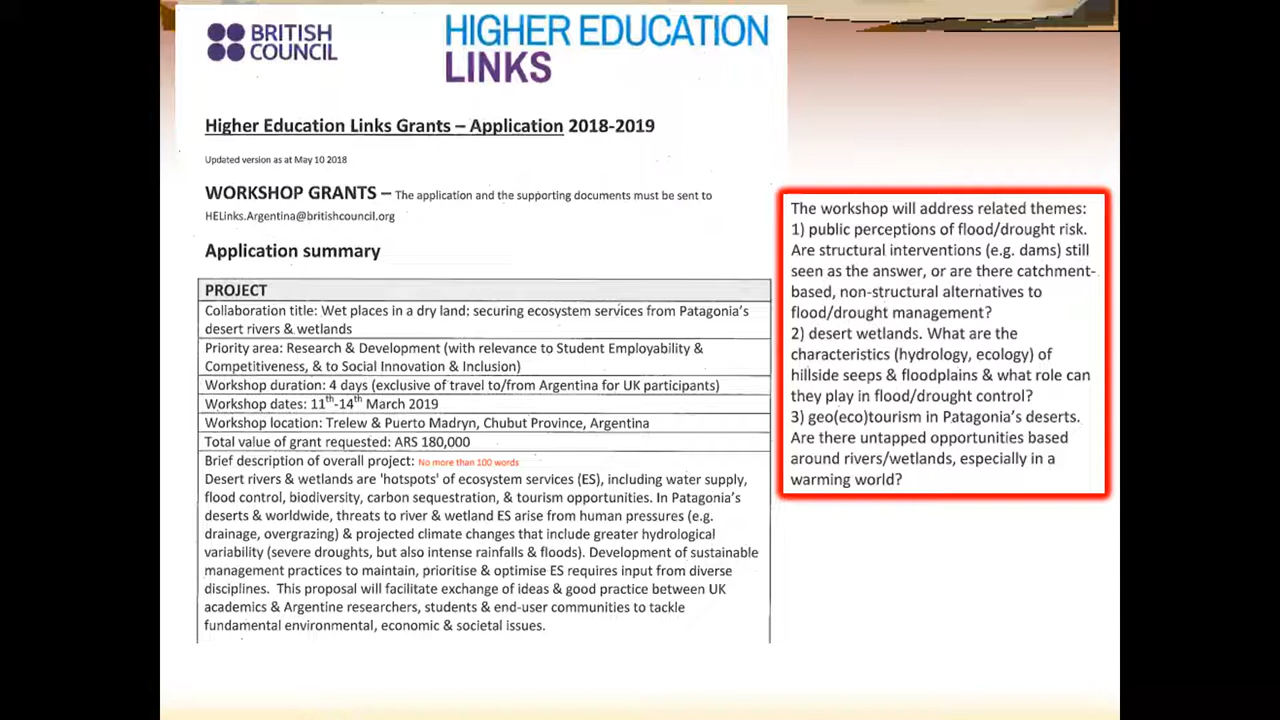 BRITISH
COUNCIL
HIGHER EDUCATION
LINKS
Higher Education Links Grants – Application 2018-2019
Updated version as at May 10 2018
WORKSHOP GRANTS – The application and the supporting documents must be sent to
HELinks.Argentina@britishcouncil.org
Application summary
PROJECT
Collaboration title: Wet places in a dry land: securing ecosystem services from Patagonia's
desert rivers & wetlands
Priority area: Research & Development (with relevance to Student Employability &
Competitiveness, & to Social Innovation & Inclusion)
Workshop duration: 4 days (exclusive of travel to/from Argentina for UK participants)
Workshop dates: 11th-14th March 2019
Workshop location: Trelew & Puerto Madryn, Chubut Province, Argentina
Total value of grant requested: ARS 180,000
Brief description of overall project: No more than 100 words
Desert rivers & wetlands are 'hotspots' of ecosystem services (ES), including water supply,
flood control, biodiversity, carbon sequestration, & tourism opportunities. In Patagonia's
deserts & worldwide, threats to river & wetland ES arise from human pressures (e.g.
drainage, overgrazing) & projected climate changes that include greater hydrological
variability (severe droughts, but also intense rainfalls & floods). Development of sustainable
management practices to maintain, prioritise & optimise ES requires input from diverse
disciplines. This proposal will facilitate exchange of ideas & good practice between UK
academics & Argentine researchers, students & end-user communities to tackle
fundamental environmental, economic & societal issues.
The workshop will address related themes:
1) public perceptions of flood/drought risk.
Are structural interventions (e.g. dams) still
seen as the answer, or are there catchment-
based, non-structural alternatives to
flood/drought management?
2) desert wetlands. What are the
characteristics (hydrology, ecology) of
hillside seeps & floodplains & what role can
they play in flood/drought control?
3) geo(eco)tourism in Patagonia's deserts.
Are there untapped opportunities based
around rivers/wetlands, especially in a
warming world?